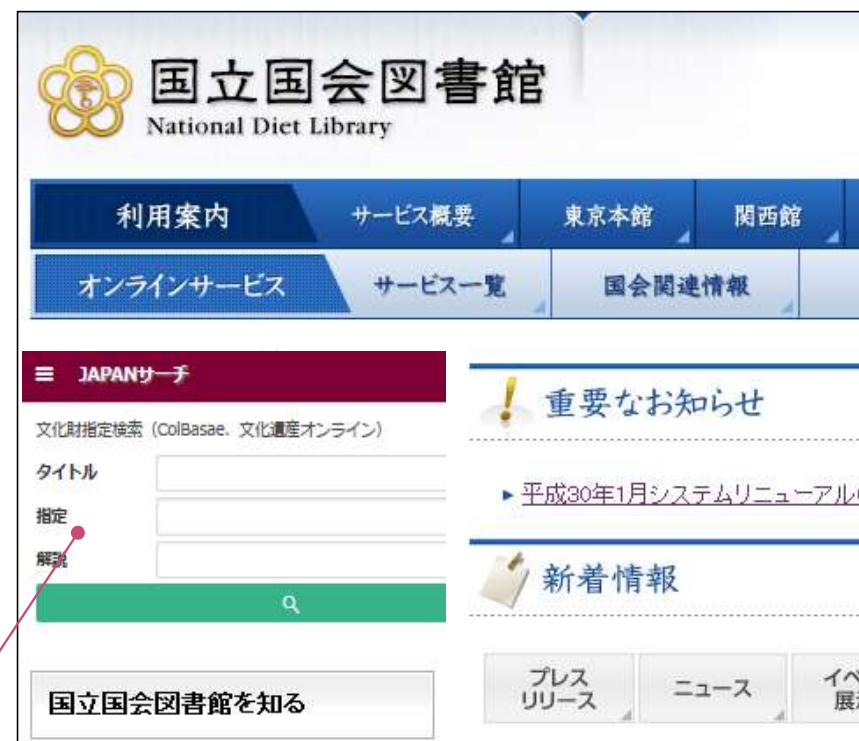 国立国会図書館
National Diet Library
利用案内 サービス概要 東京本館 関西館
オンラインサービス サービス一覧 国会関連情報
≡ JAPANサーチ
文化財指定検索（ColBasae、文化遺産オンライン）
タイトル
指定
解説
国立国会図書館を知る
重要なお知らせ
平成30年1月システムリニューアル
新着情報
プレス
リリース
ニュース
イベ
展示